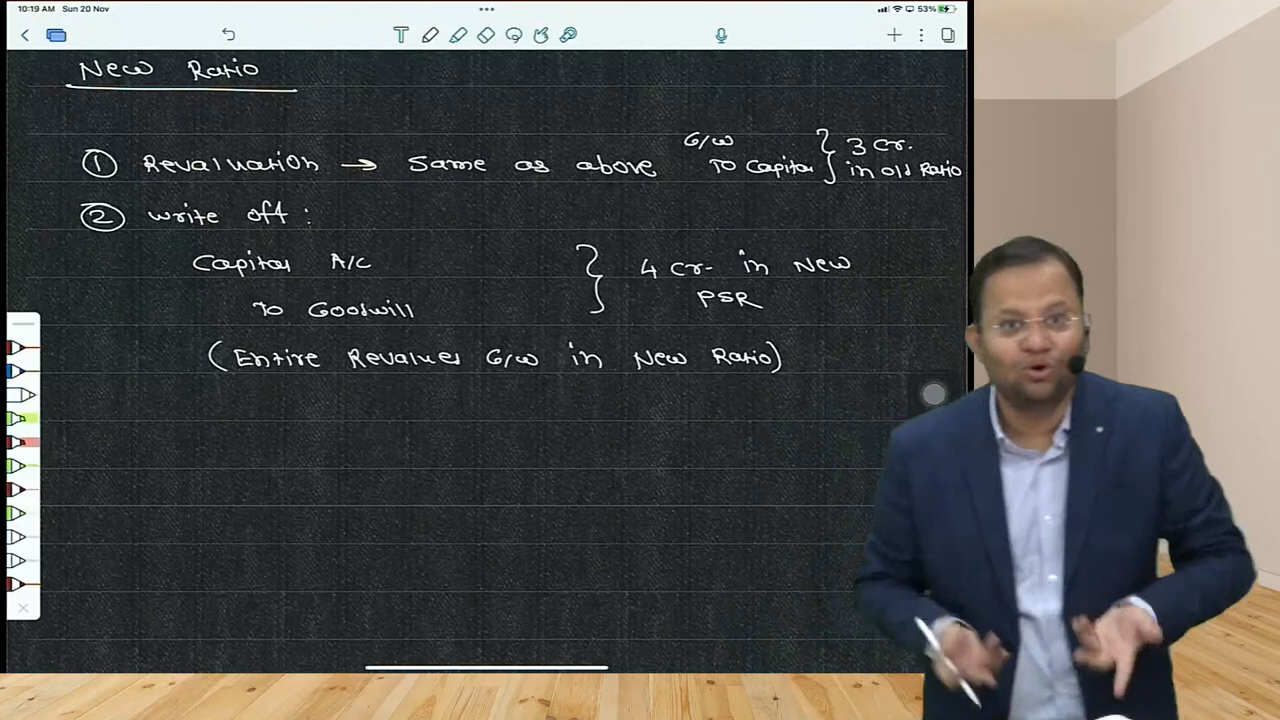 10:19 AM Sun 20 Nov
53%
New Ratio
G/W
① Revaluation → Same as above To Capital } 3 Cr. in old Ratio
② write off :
Capital A/C
To Goodwill } 4 Cr. in New PSR
(Entire Revalues G/W in New Ratio)